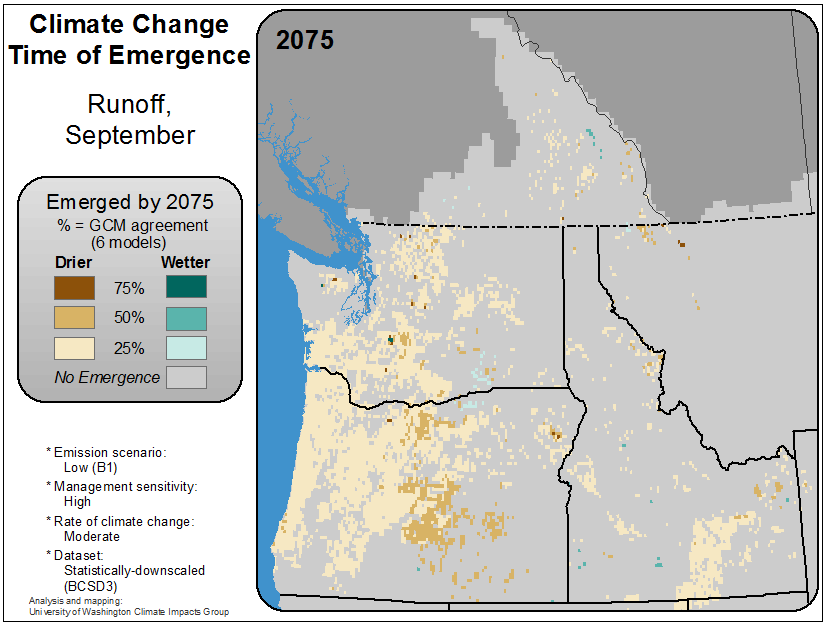 Climate Change
Time of Emergence
Runoff,
September
2075
Emerged by 2075
% = GCM agreement
(6 models)
Drier Wetter
75%
50%
25%
No Emergence
* Emission scenario:
Low (B1)
* Management sensitivity:
High
* Rate of climate change:
Moderate
* Dataset:
Statistically-downscaled
(BCSD3)
Analysis and mapping:
University of Washington Climate Impacts Group